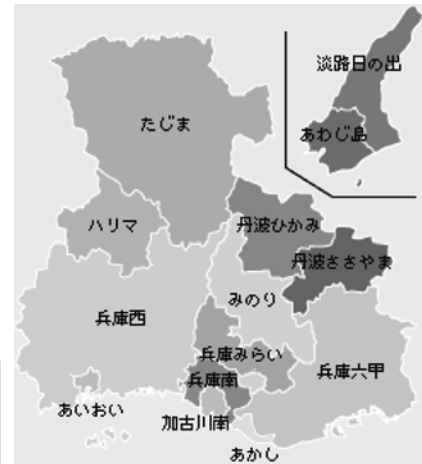 淡路日の出
あわじ島
たじま
ハリマ
丹波ひかみ
丹波ささやま
みのり
兵庫西
兵庫みらい
兵庫六甲
兵庫南
あいおい
加古川南
あかし